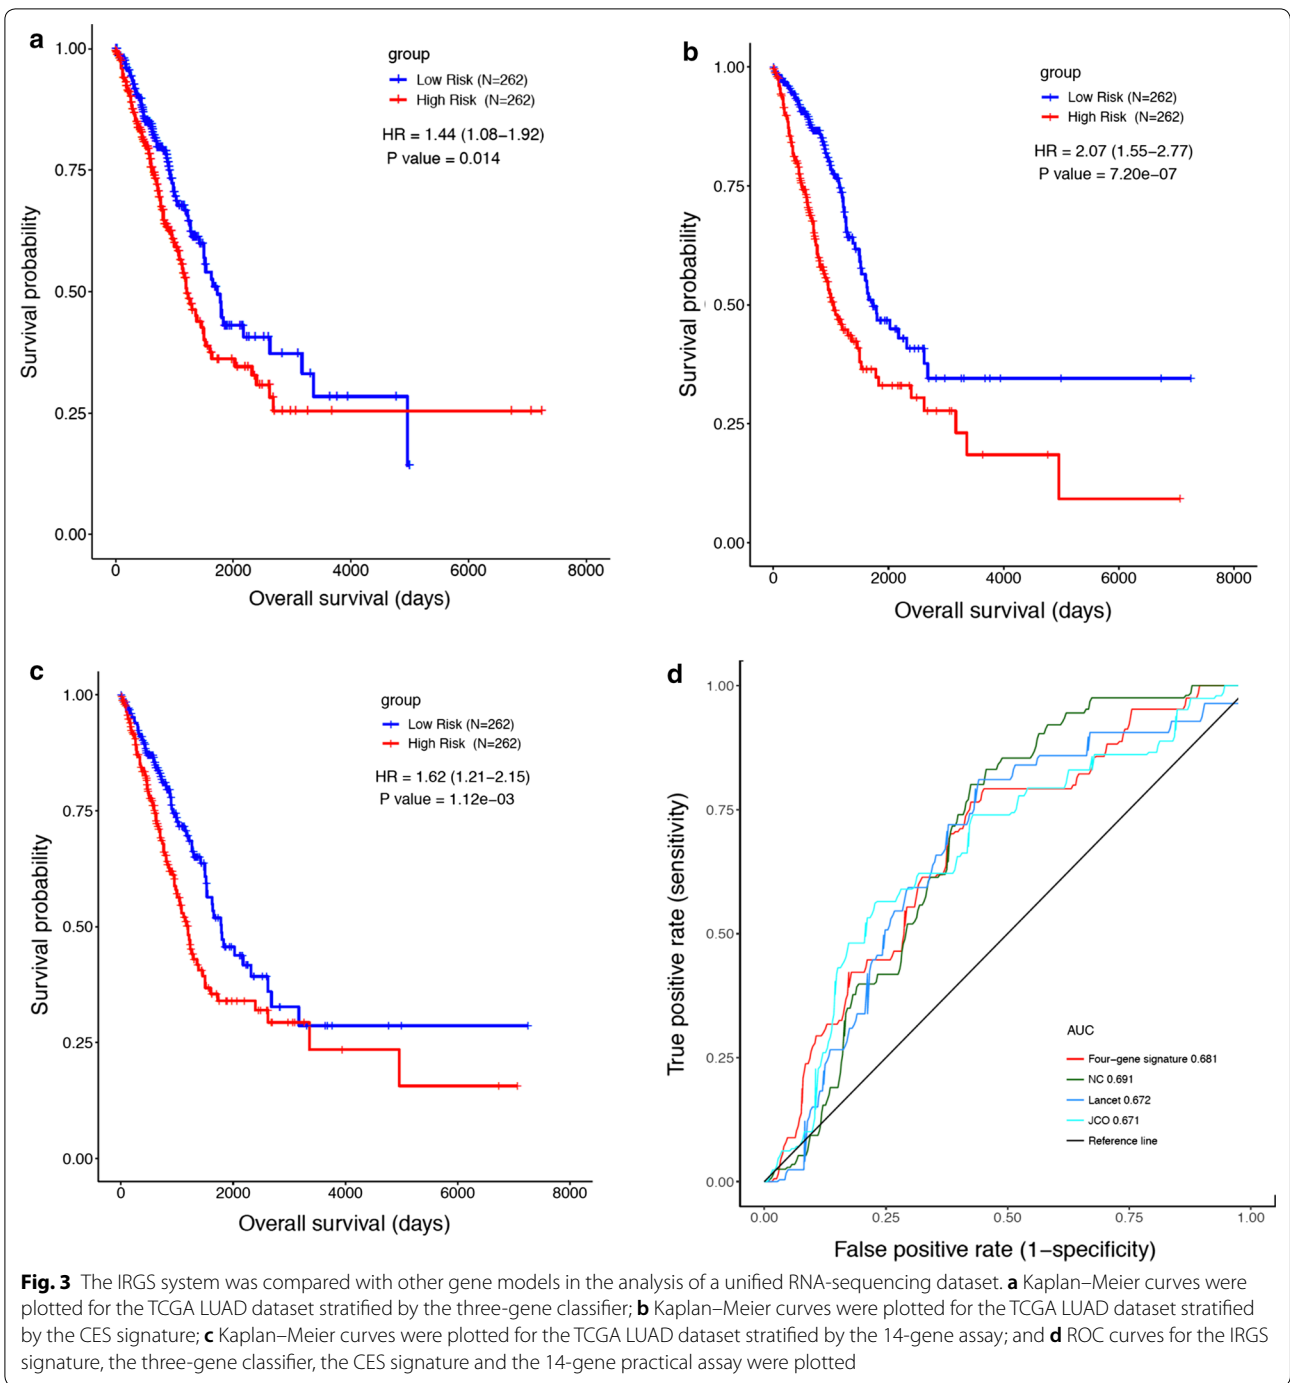 a
1.00
0.75
0.50
0.25
0.00
Survival probability
group
Low Risk (N=262)
High Risk (N=262)
HR = 1.44 (1.08−1.92)
P value = 0.014
0 2000 4000 6000 8000
Overall survival (days)
b
1.00
0.75
0.50
0.25
0.00
Survival probability
group
Low Risk (N=262)
High Risk (N=262)
HR = 2.07 (1.55−2.77)
P value = 7.20e−07
0 2000 4000 6000 8000
Overall survival (days)
c
1.00
0.75
0.50
0.25
0.00
Survival probability
group
Low Risk (N=262)
High Risk (N=262)
HR = 1.62 (1.21−2.15)
P value = 1.12e−03
0 2000 4000 6000 8000
Overall survival (days)
d
1.00
0.75
0.50
0.25
0.00
True positive rate (sensitivity)
AUC
Four-gene signature 0.681
NC 0.691
Lancet 0.672
JCO 0.671
Reference line
0.00 0.25 0.50 0.75 1.00
False positive rate (1−specificity)
Fig. 3 The IRGS system was compared with other gene models in the analysis of a unified RNA-sequencing dataset. a Kaplan–Meier curves were
plotted for the TCGA LUAD dataset stratified by the three-gene classifier; b Kaplan–Meier curves were plotted for the TCGA LUAD dataset stratified
by the CES signature; c Kaplan–Meier curves were plotted for the TCGA LUAD dataset stratified by the 14-gene assay; and d ROC curves for the IRGS
signature, the three-gene classifier, the CES signature and the 14-gene practical assay were plotted